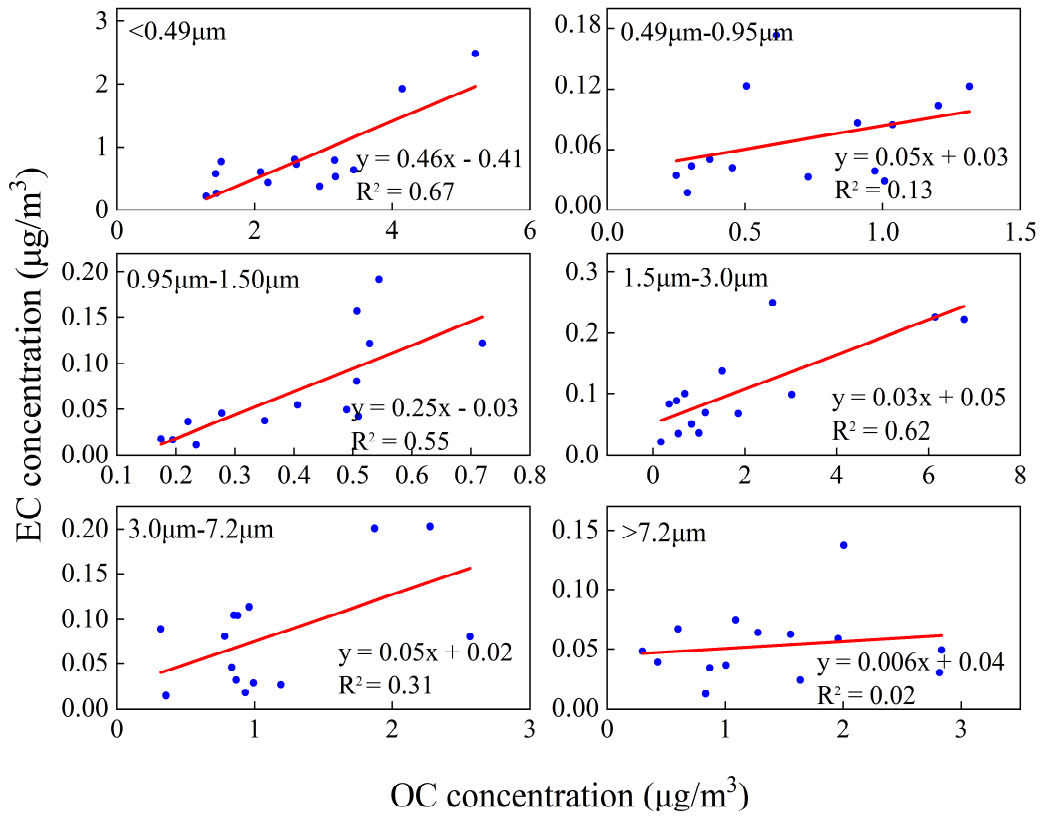 EC concentration (μg/m³)
<0.49μm
3
2
1
0
0
2
4
6
y = 0.46x - 0.41
R² = 0.67
0.49μm-0.95μm
0.18
0.12
0.06
0.00
0.0
0.5
1.0
1.5
y = 0.05x + 0.03
R² = 0.13
0.95μm-1.50μm
0.20
0.15
0.10
0.05
0.00
0.1
0.2
0.3
0.4
0.5
0.6
0.7
0.8
y = 0.25x - 0.03
R² = 0.55
1.5μm-3.0μm
0.3
0.2
0.1
0.0
0
2
4
6
8
y = 0.03x + 0.05
R² = 0.62
3.0μm-7.2μm
0.20
0.15
0.10
0.05
0.00
0
1
2
3
y = 0.05x + 0.02
R² = 0.31
>7.2μm
0.15
0.10
0.05
0.00
0
1
2
3
y = 0.006x + 0.04
R² = 0.02
OC concentration (μg/m³)